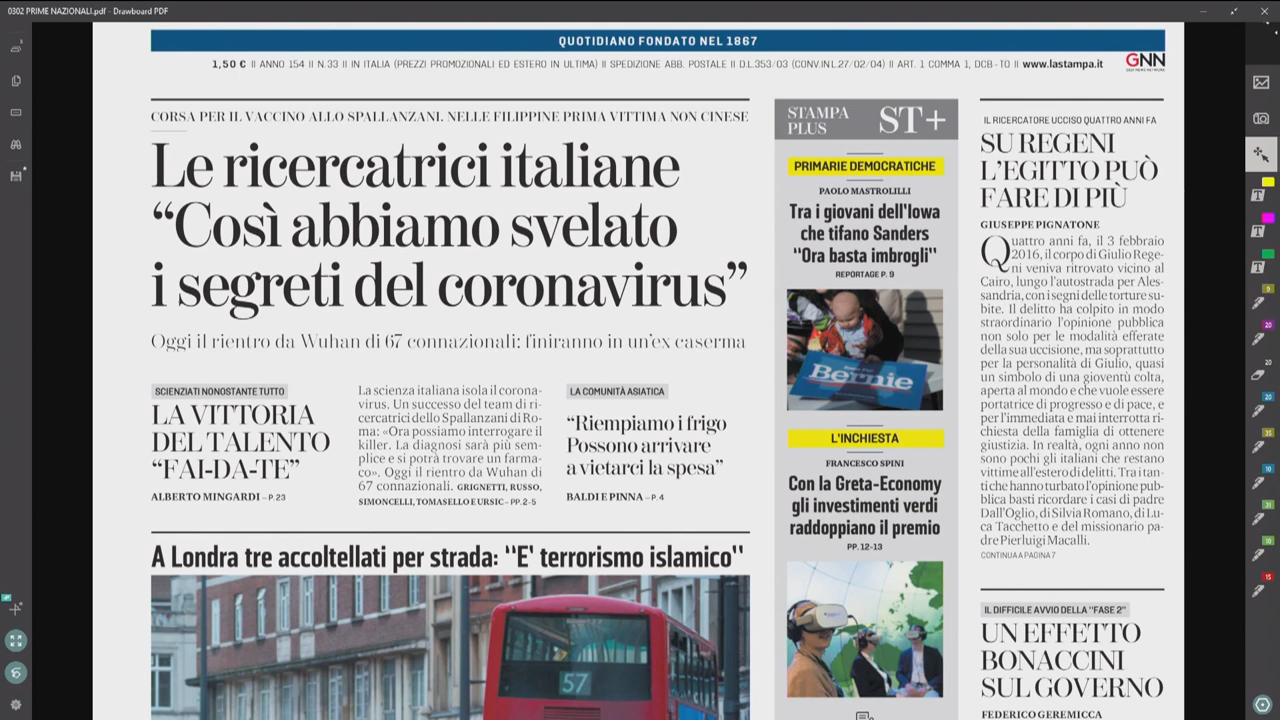 0302 PRIME NAZIONALI.pdf - Drawboard PDF
QUOTIDIANO FONDATO NEL 1867
1,50 € II ANNO 154 II N.33 II IN ITALIA (PREZZI PROMOZIONALI ED ESTERO IN ULTIMA) II SPEDIZIONE ABB. POSTALE II D.L.353/03 (CONV.IN L.27/02/04) II ART. 1 COMMA 1, DCB-TO II www.lastampa.it
GNN
CORSA PER IL VACCINO ALLO SPALLANZANI. NELLE FILIPPINE PRIMA VITTIMA NON CINESE
Le ricercatrici italiane
“Così abbiamo svelato
i segreti del coronavirus”
Oggi il rientro da Wuhan di 67 connazionali: finiranno in un’ex caserma
SCIENZIATI NONOSTANTE TUTTO
LA VITTORIA
DEL TALENTO
“FAI-DA-TE”
ALBERTO MINGARDI – P.23
La scienza italiana isola il corona-
virus. Un successo del team di ri-
cercatrici dello Spallanzani di Ro-
ma: «Ora possiamo interrogare il
killer. La diagnosi sarà più sem-
plice e si potrà trovare un farma-
co». Oggi il rientro da Wuhan di
67 connazionali. GRIGNETTI, RUSSO,
SIMONCELLI, TOMASELLO E URSIC – PP. 2-5
LA COMUNITÀ ASIATICA
“Riempiamo i frigo
Possono arrivare
a vietarci la spesa”
BALDI E PINNA – P.4
A Londra tre accoltellati per strada: "E' terrorismo islamico"
57
STAMPA
PLUS
ST+
PRIMARIE DEMOCRATICHE
PAOLO MASTROLILLI
Tra i giovani dell'Iowa
che tifano Sanders
"Ora basta imbrogli"
REPORTAGE P. 9
Bernie
L'INCHIESTA
FRANCESCO SPINI
Con la Greta-Economy
gli investimenti verdi
raddoppiano il premio
PP. 12-13
IL RICERCATORE UCCISO QUATTRO ANNI FA
SU REGENI
L’EGITTO PUÒ
FARE DI PIÙ
GIUSEPPE PIGNATONE
Quattro anni fa, il 3 febbraio
2016, il corpo di Giulio Rege-
ni veniva ritrovato vicino al
Cairo, lungo l’autostrada per Ales-
sandria, con i segni delle torture su-
bite. Il delitto ha colpito in modo
straordinario l’opinione pubblica
non solo per le modalità efferate
della sua uccisione, ma soprattutto
per la personalità di Giulio, quasi
un simbolo di una gioventù colta,
aperta al mondo e che vuole essere
portatrice di progresso e di pace, e
per l’immediata e mai interrotta ri-
chiesta della famiglia di ottenere
giustizia. In realtà, ogni anno non
sono pochi gli italiani che restano
vittime all’estero di delitti. Tra i tan-
ti che hanno turbato l’opinione pub-
blica basti ricordare i casi di padre
Dall’Oglio, di Silvia Romano, di Lu-
ca Tacchetto e del missionario pa-
dre Pierluigi Macalli.
CONTINUA A PAGINA 7
IL DIFFICILE AVVIO DELLA "FASE 2"
UN EFFETTO
BONACCINI
SUL GOVERNO
FEDERICO GEREMICCA